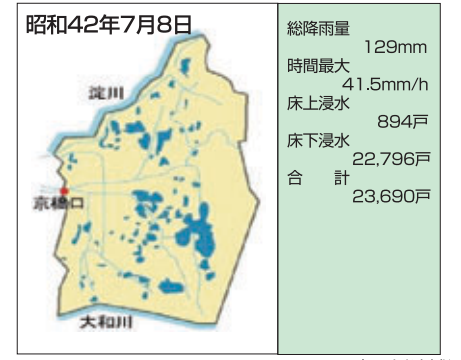 昭和42年7月8日
淀川
京橋口
大和川
総降雨量
129mm
時間最大
41.5mm/h
床上浸水
894戸
床下浸水
22,796戸
合　計
23,690戸